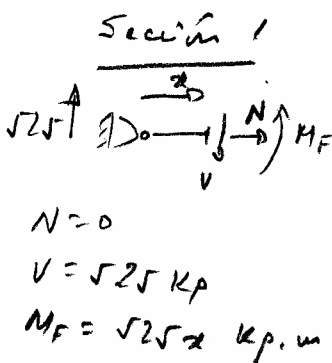 Sección 1
x
525
N
M_F
V
N = 0
V = 525 Kp
M_F = 525x Kp.m